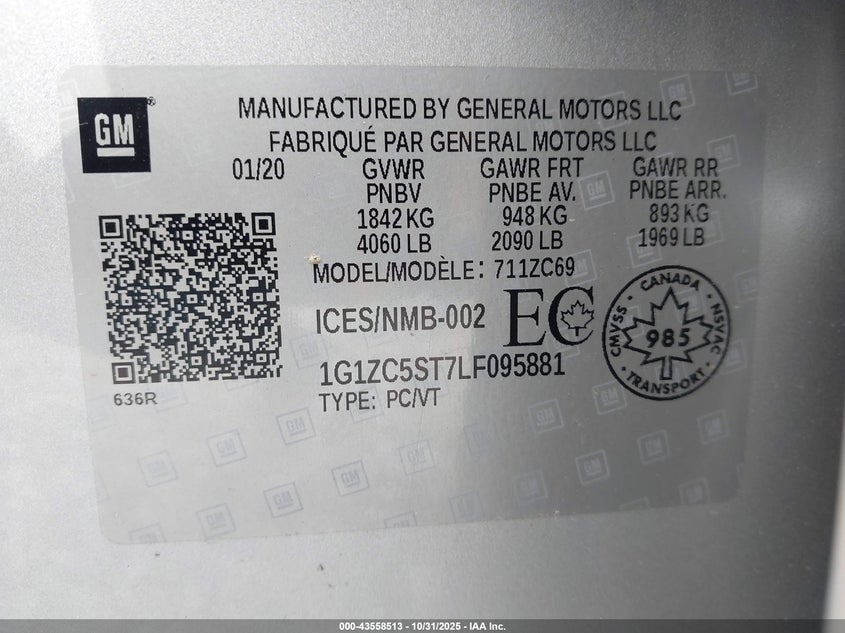 GM
MANUFACTURED BY GENERAL MOTORS LLC
FABRIQUÉ PAR GENERAL MOTORS LLC
01/20 GVWR GAWR FRT GAWR RR
PNBV PNBE AV. PNBE ARR.
1842 KG 948 KG 893 KG
4060 LB 2090 LB 1969 LB
MODEL/MODÈLE: 711ZC69
ICES/NMB-002 EC
CANADA
CMVSS 985 NSVAC
TRANSPORT
1G1ZC5ST7LF095881
636R
TYPE: PC/VT
000-43558513 - 10/31/2025 - IAA Inc.